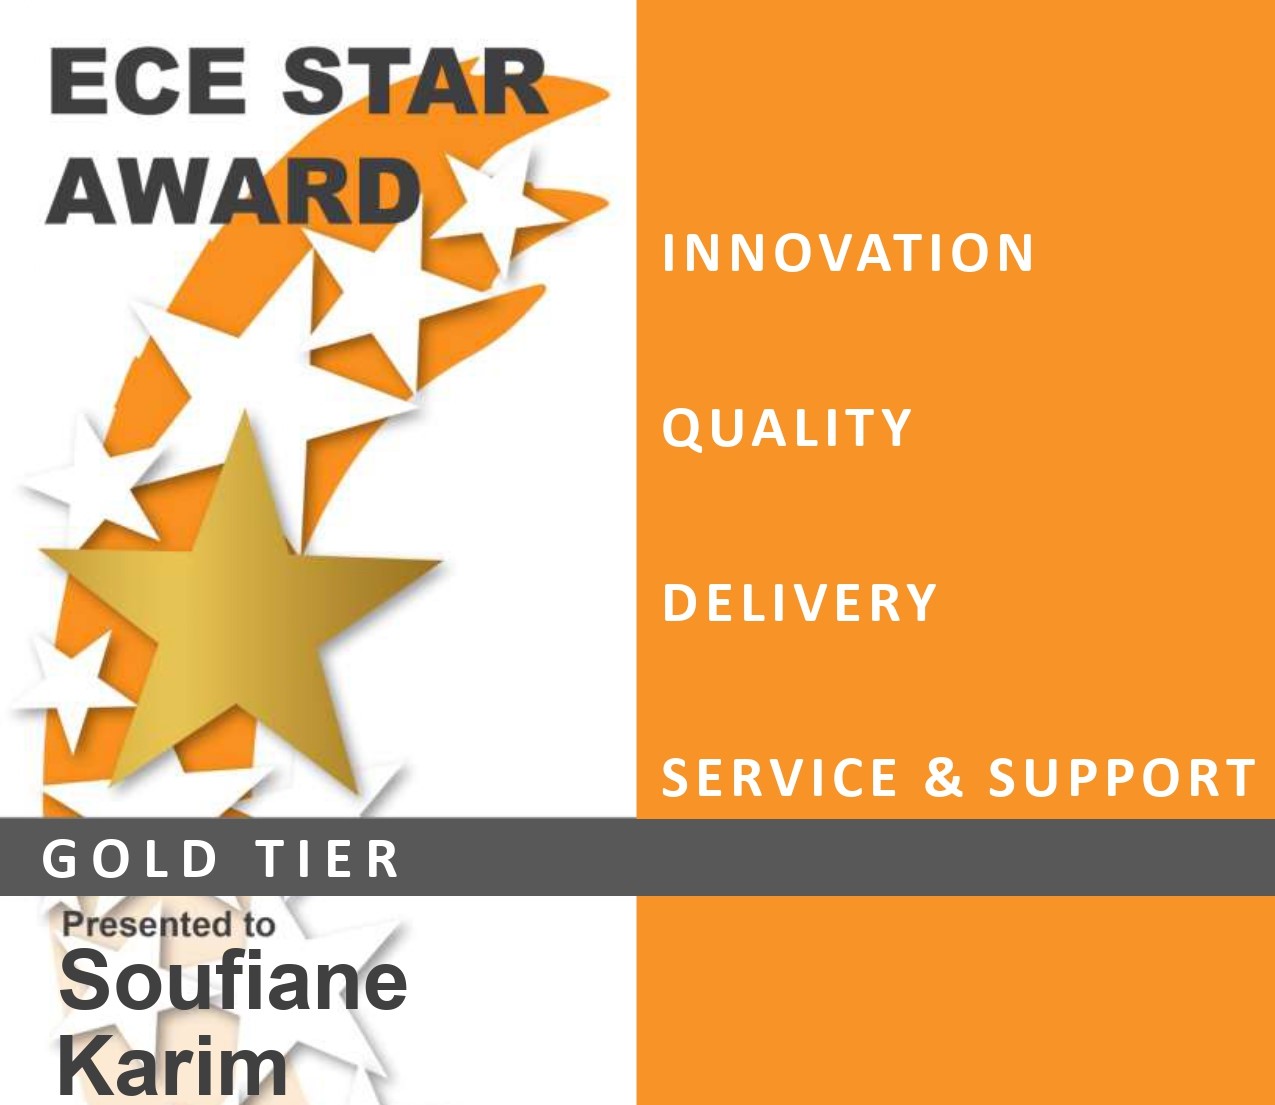 ECE STAR
AWARD
INNOVATION
QUALITY
DELIVERY
SERVICE & SUPPORT
GOLD TIER
Presented to
Soufiane
Karim